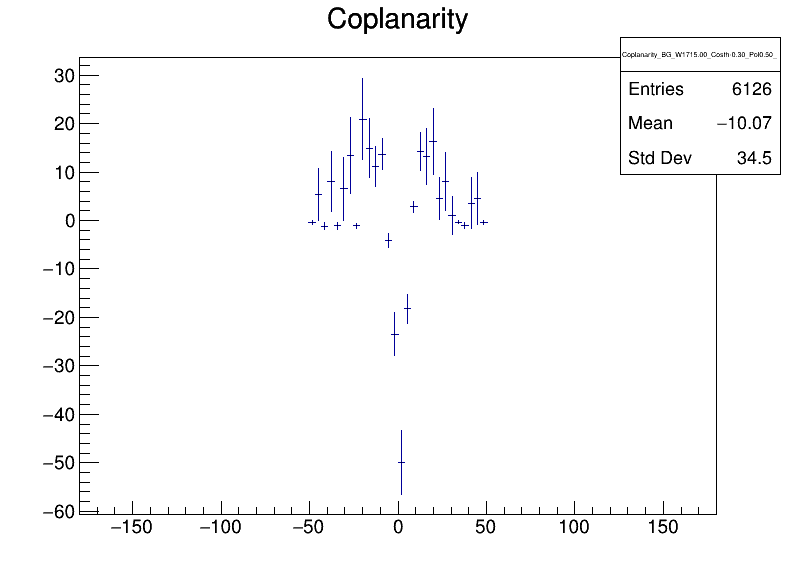 Coplanarity
Coplanarity_BG_W1715.00_Costh-0.30_Pol0.50_
Entries 6126
Mean −10.07
Std Dev 34.5
30
20
10
0
−10
−20
−30
−40
−50
−60
−150 −100 −50 0 50 100 150